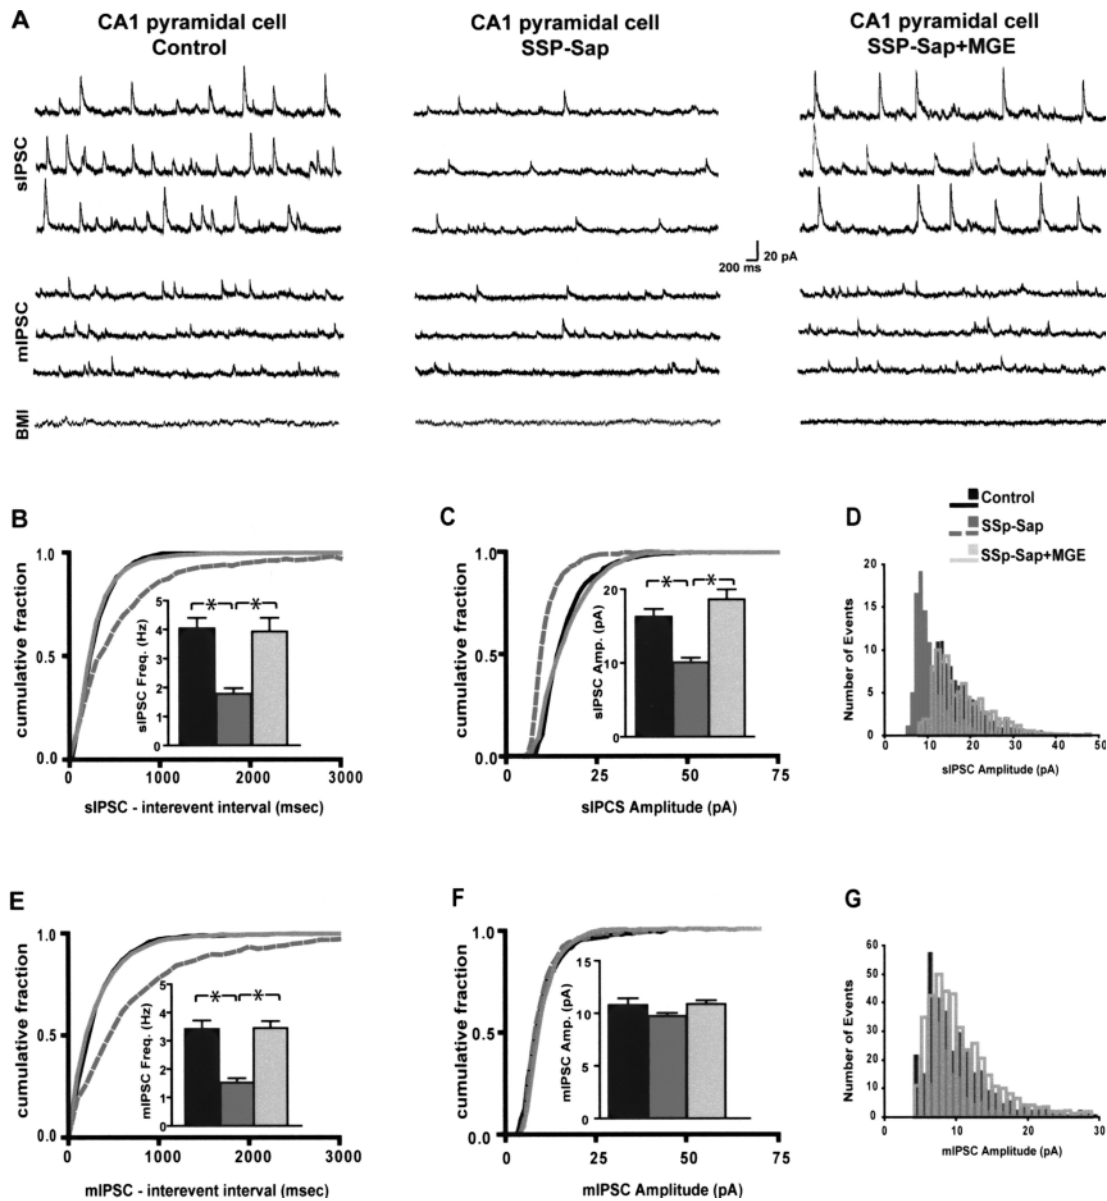 A
CA1 pyramidal cell
Control
CA1 pyramidal cell
SSP-Sap
CA1 pyramidal cell
SSP-Sap+MGE
sIPSC
200 ms
20 pA
mIPSC
BMI
B
cumulative fraction
1.0
0.5
0.0
0
1000
2000
3000
sIPSC - interevent interval (msec)
sIPSC Freq. (Hz)
5
4
3
2
1
0
*
*
C
cumulative fraction
1.0
0.5
0.0
0
25
50
75
sIPCS Amplitude (pA)
sIPSC Amp. (pA)
20
10
0
*
*
Control
SSp-Sap
SSp-Sap+MGE
D
Number of Events
20
15
10
5
0
0
10
20
30
40
50
sIPSC Amplitude (pA)
E
cumulative fraction
1.0
0.5
0.0
0
1000
2000
3000
mIPSC - interevent interval (msec)
mIPSC Freq. (Hz)
5
4
3
2
1
0
*
*
F
cumulative fraction
1.0
0.5
0.0
0
25
50
75
mIPSC Amplitude (pA)
mIPSC Amp. (pA)
15
10
5
0
G
Number of Events
60
50
40
30
20
10
0
0
10
20
30
mIPSC Amplitude (pA)